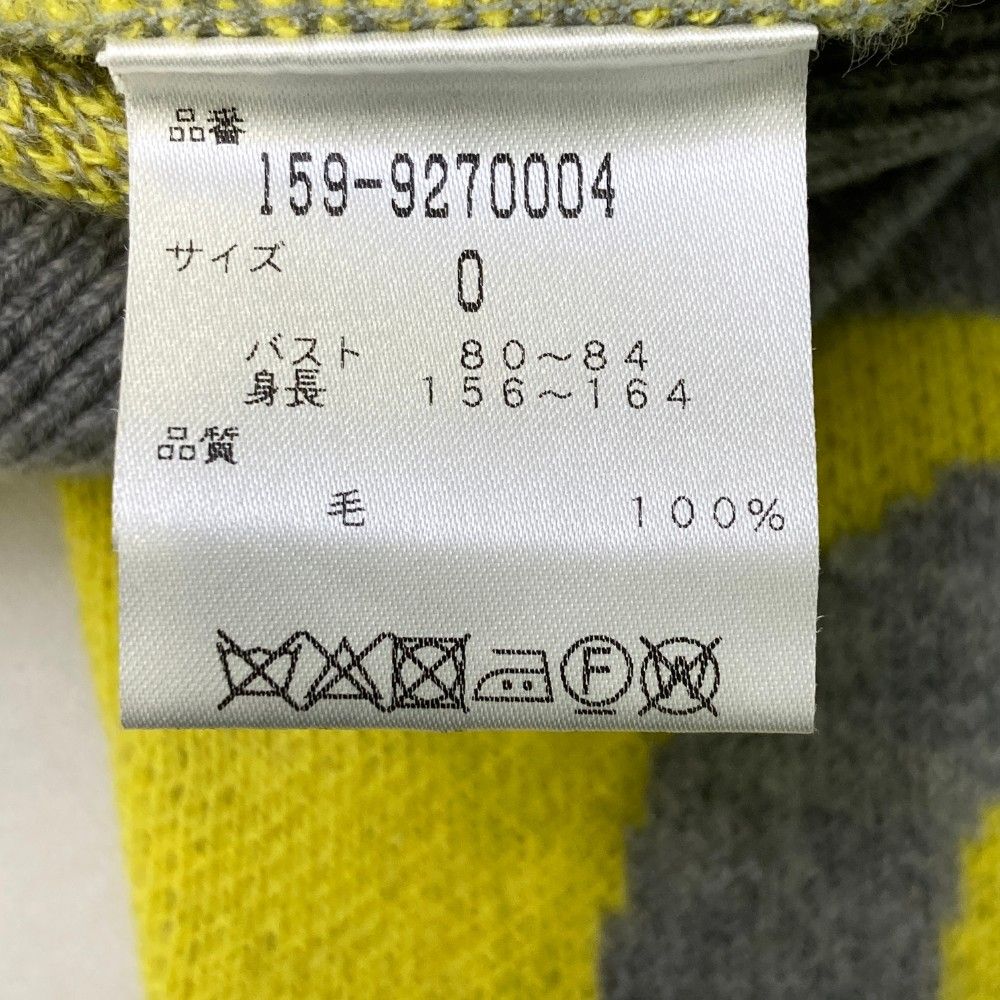 品番
159-9270004
サイズ 0
バスト 80~84
身長 156~164
品質
毛 100%
F W